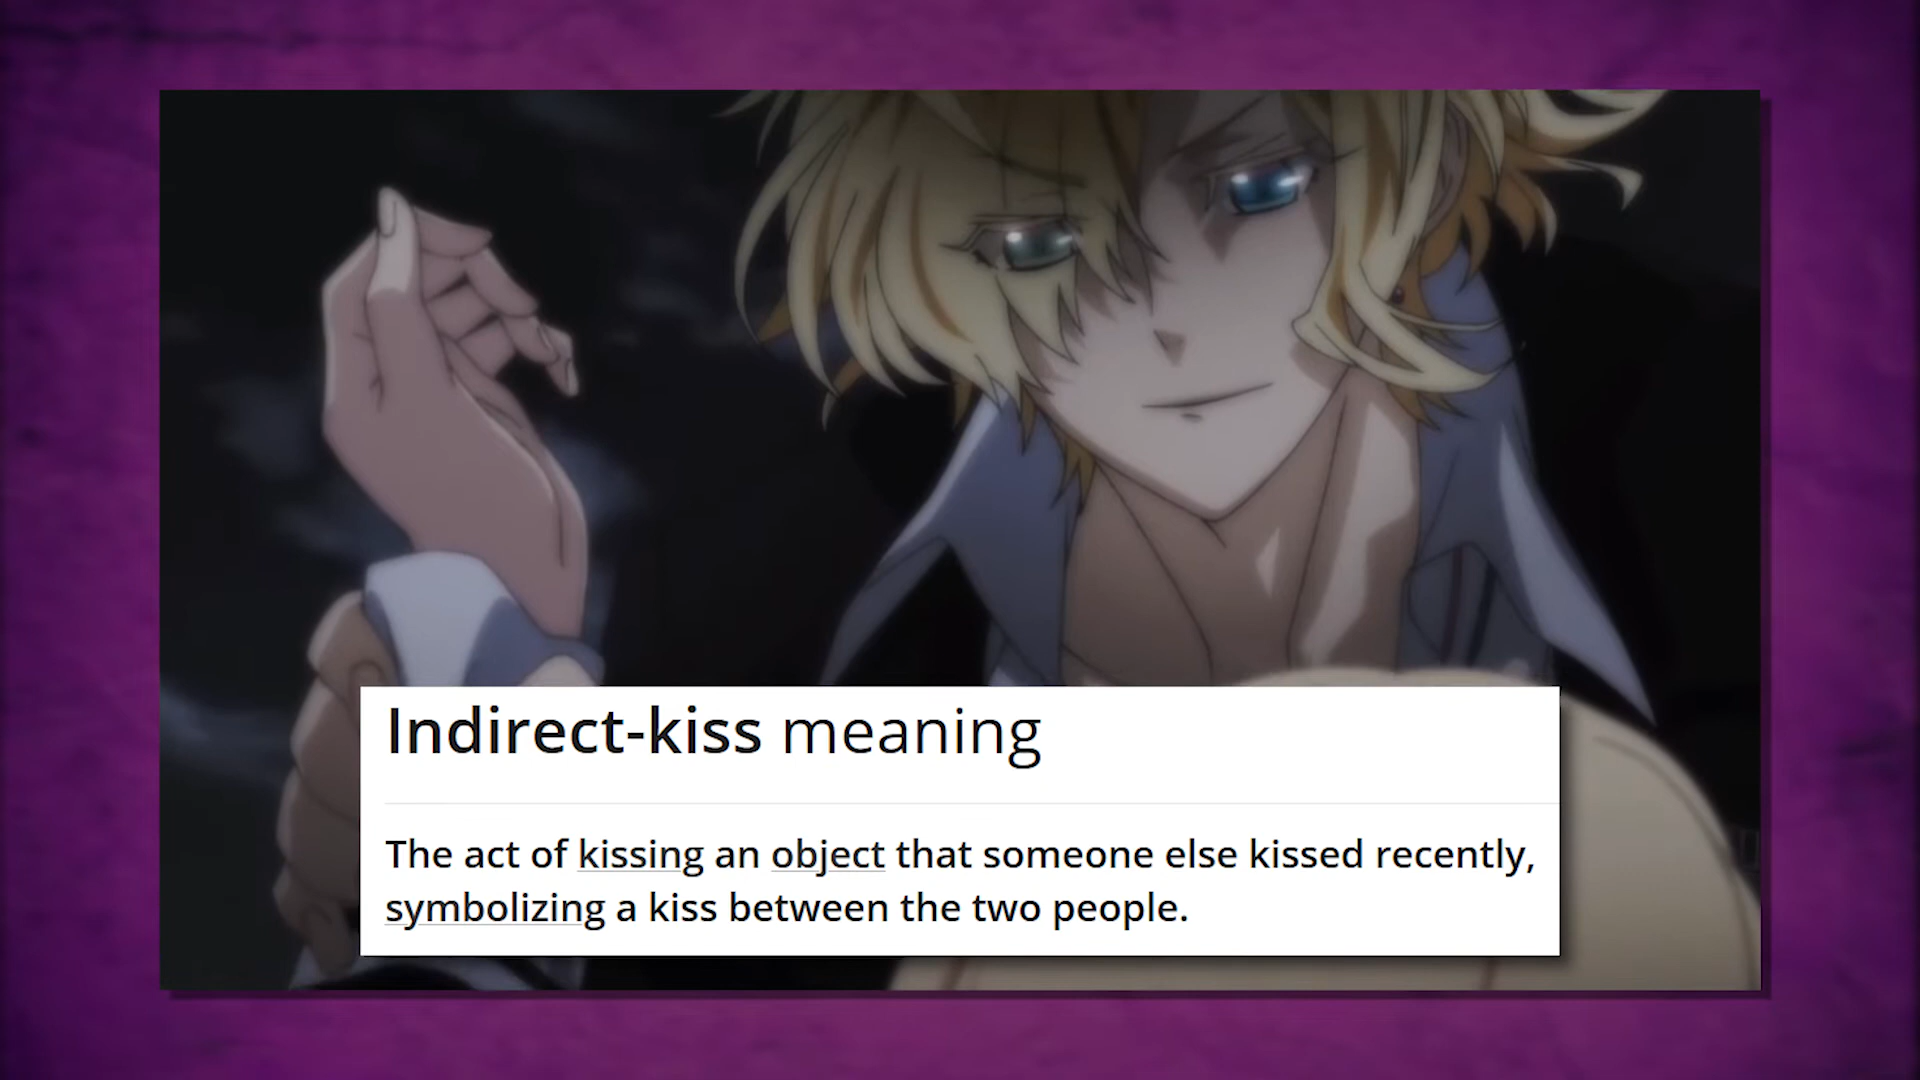 Indirect-kiss meaning
The act of kissing an object that someone else kissed recently,
symbolizing a kiss between the two people.